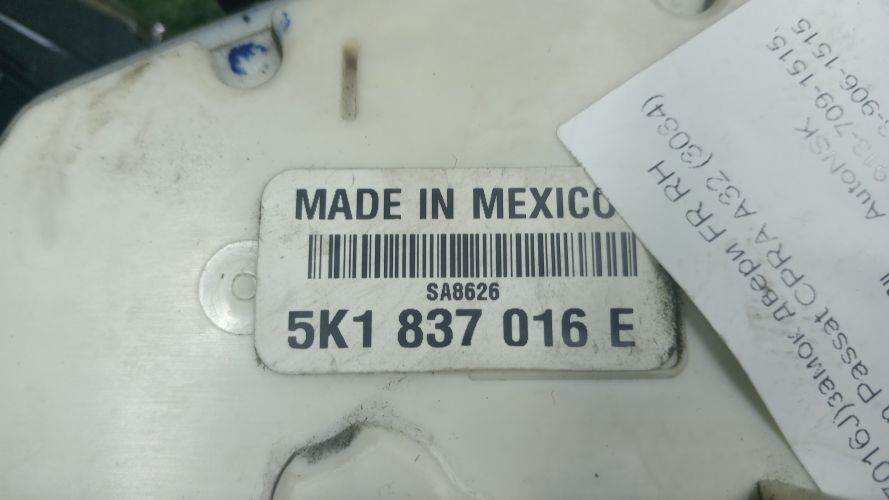 MADE IN MEXICO
SA8626
5K1 837 016 E
016J)замок двери FR RH
Passat CPRA' A32 (3084)
AutoNSK
913-709-1515,
-906-1515